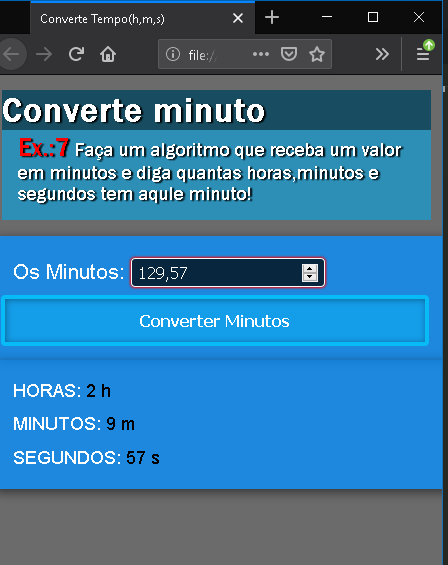 Converte Tempo(h,m,s)
file:/
Converte minuto
Ex.:7 Faça um algoritmo que receba um valor
em minutos e diga quantas horas,minutos e
segundos tem aqule minuto!
Os Minutos: 129,57
Converter Minutos
HORAS: 2 h
MINUTOS: 9 m
SEGUNDOS: 57 s